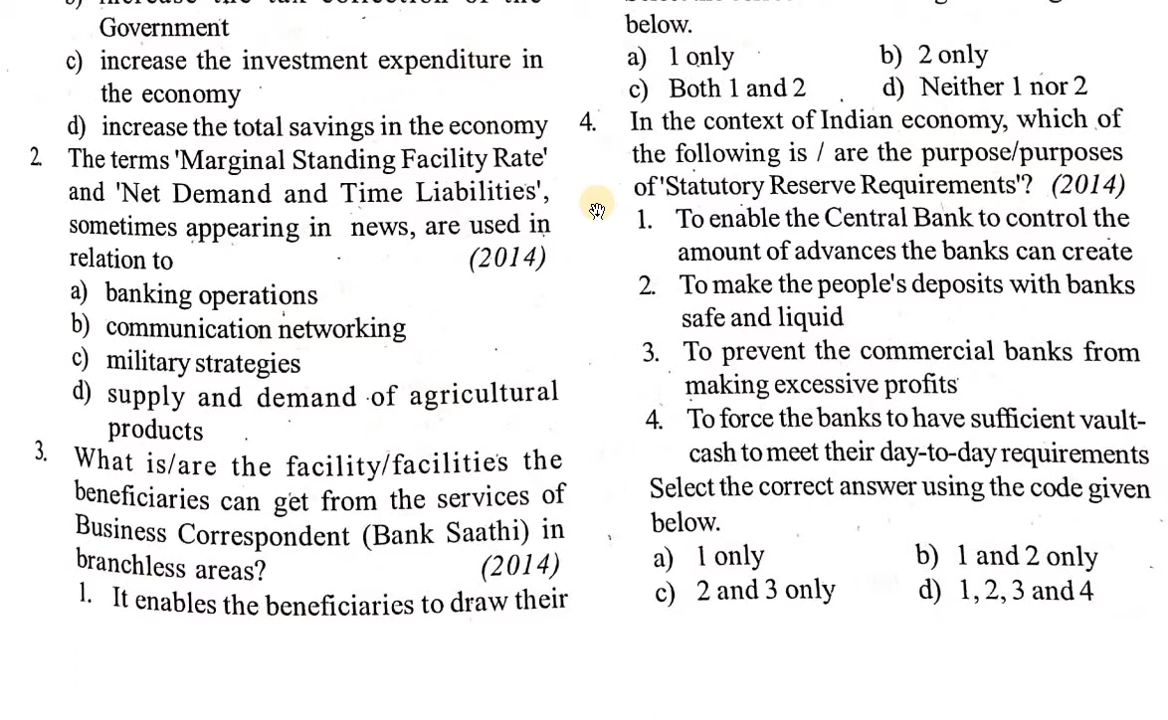 Government
c) increase the investment expenditure in
the economy
d) increase the total savings in the economy
2. The terms 'Marginal Standing Facility Rate'
and 'Net Demand and Time Liabilities',
sometimes appearing in news, are used in
relation to (2014)
a) banking operations
b) communication networking
c) military strategies
d) supply and demand of agricultural
products
3. What is/are the facility/facilities the
beneficiaries can get from the services of
Business Correspondent (Bank Saathi) in
branchless areas? (2014)
1. It enables the beneficiaries to draw their
below.
a) 1 only b) 2 only
c) Both 1 and 2 d) Neither 1 nor 2
4. In the context of Indian economy, which of
the following is / are the purpose/purposes
of 'Statutory Reserve Requirements'? (2014)
1. To enable the Central Bank to control the
amount of advances the banks can create
2. To make the people's deposits with banks
safe and liquid
3. To prevent the commercial banks from
making excessive profits
4. To force the banks to have sufficient vault-
cash to meet their day-to-day requirements
Select the correct answer using the code given
below.
a) 1 only b) 1 and 2 only
c) 2 and 3 only d) 1, 2, 3 and 4